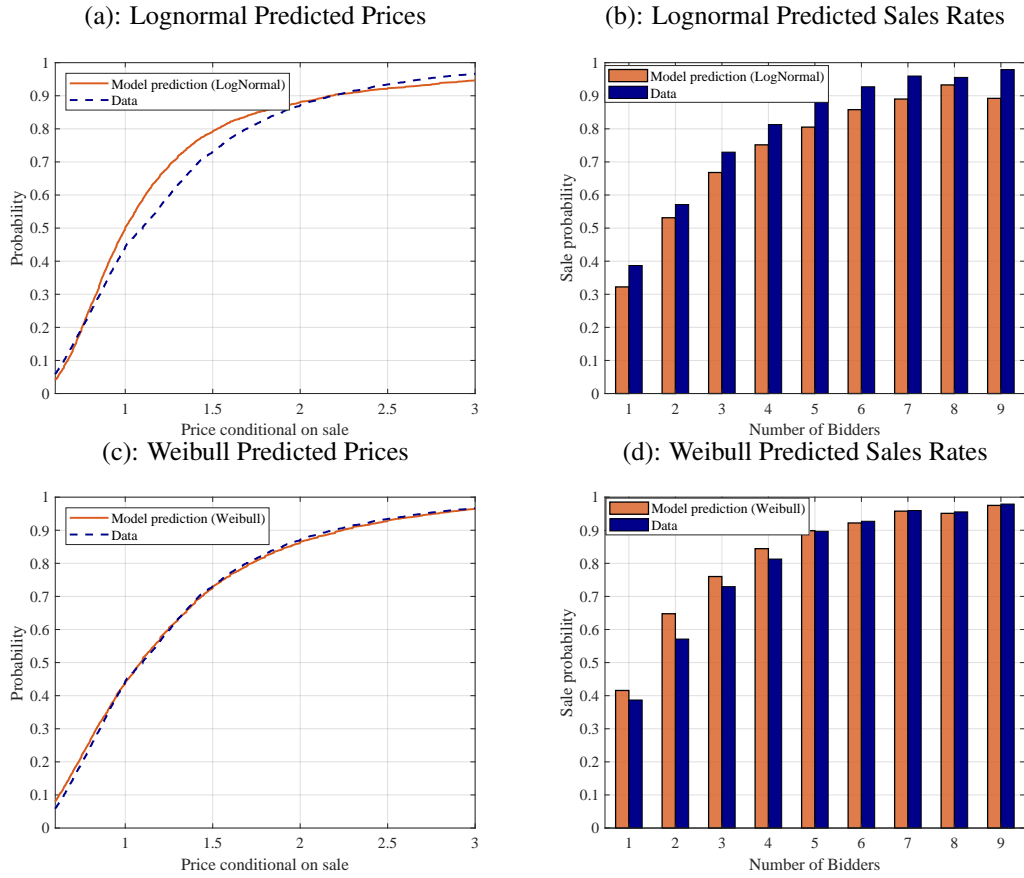 (a): Lognormal Predicted Prices
1
0.9
0.8
0.7
0.6
0.5
0.4
0.3
0.2
0.1
0
Probability
Model prediction (LogNormal)
Data
1
1.5
2
2.5
3
Price conditional on sale
(b): Lognormal Predicted Sales Rates
1
0.9
0.8
0.7
0.6
0.5
0.4
0.3
0.2
0.1
0
Sale probability
Model prediction (LogNormal)
Data
1 2 3 4 5 6 7 8 9
Number of Bidders
(c): Weibull Predicted Prices
1
0.9
0.8
0.7
0.6
0.5
0.4
0.3
0.2
0.1
0
Probability
Model prediction (Weibull)
Data
1
1.5
2
2.5
3
Price conditional on sale
(d): Weibull Predicted Sales Rates
1
0.9
0.8
0.7
0.6
0.5
0.4
0.3
0.2
0.1
0
Sale probability
Model prediction (Weibull)
Data
1 2 3 4 5 6 7 8 9
Number of Bidders